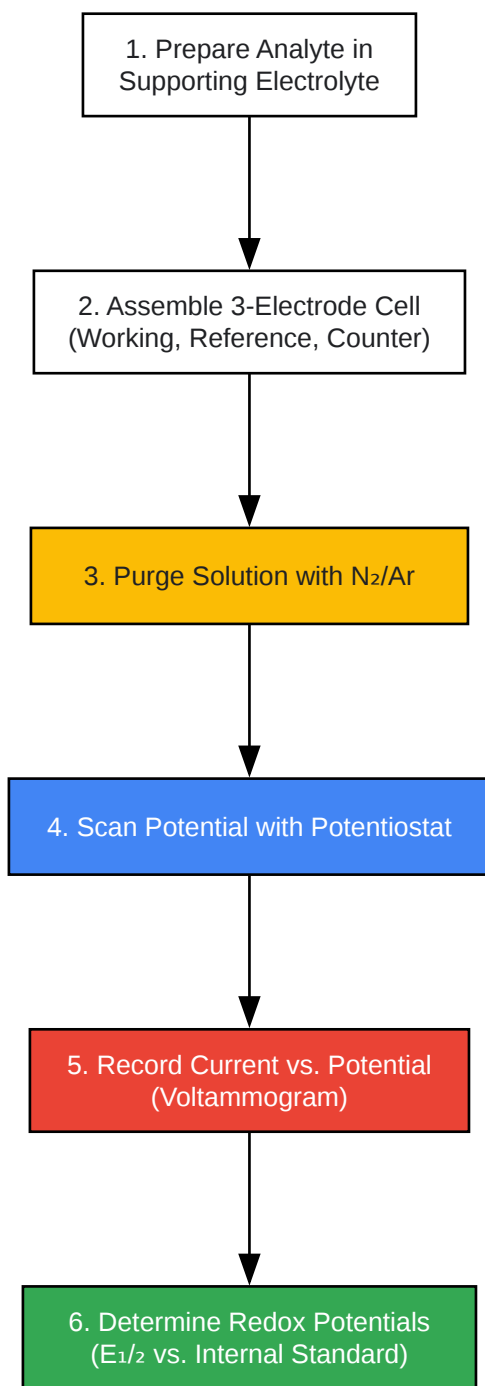 1. Prepare Analyte in
Supporting Electrolyte
2. Assemble 3-Electrode Cell
(Working, Reference, Counter)
3. Purge Solution with N₂/Ar
4. Scan Potential with Potentiostat
5. Record Current vs. Potential
(Voltammogram)
6. Determine Redox Potentials
(E₁/₂ vs. Internal Standard)